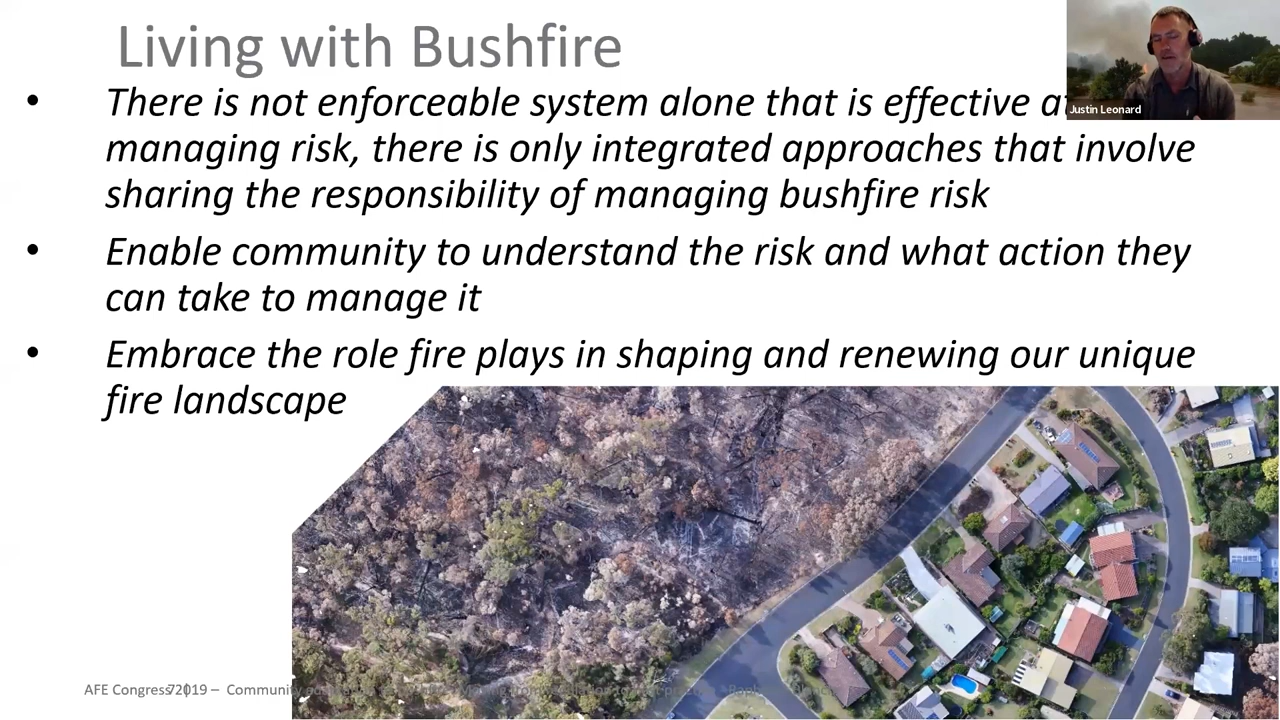 Living with Bushfire
Justin Leonard
• There is not enforceable system alone that is effective at
managing risk, there is only integrated approaches that involve
sharing the responsibility of managing bushfire risk
• Enable community to understand the risk and what action they
can take to manage it
• Embrace the role fire plays in shaping and renewing our unique
fire landscape
AFE Congress 2019 – Community